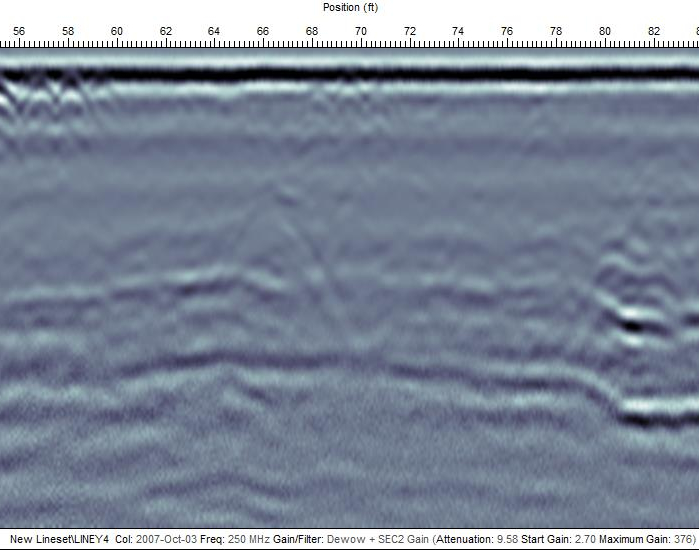 Position (ft)
56 58 60 62 64 66 68 70 72 74 76 78 80 82 8
New Lineset\LINEY4 Col: 2007-Oct-03 Freq: 250 MHz Gain/Filter: Dewow + SEC2 Gain (Attenuation: 9.58 Start Gain: 2.70 Maximum Gain: 376)